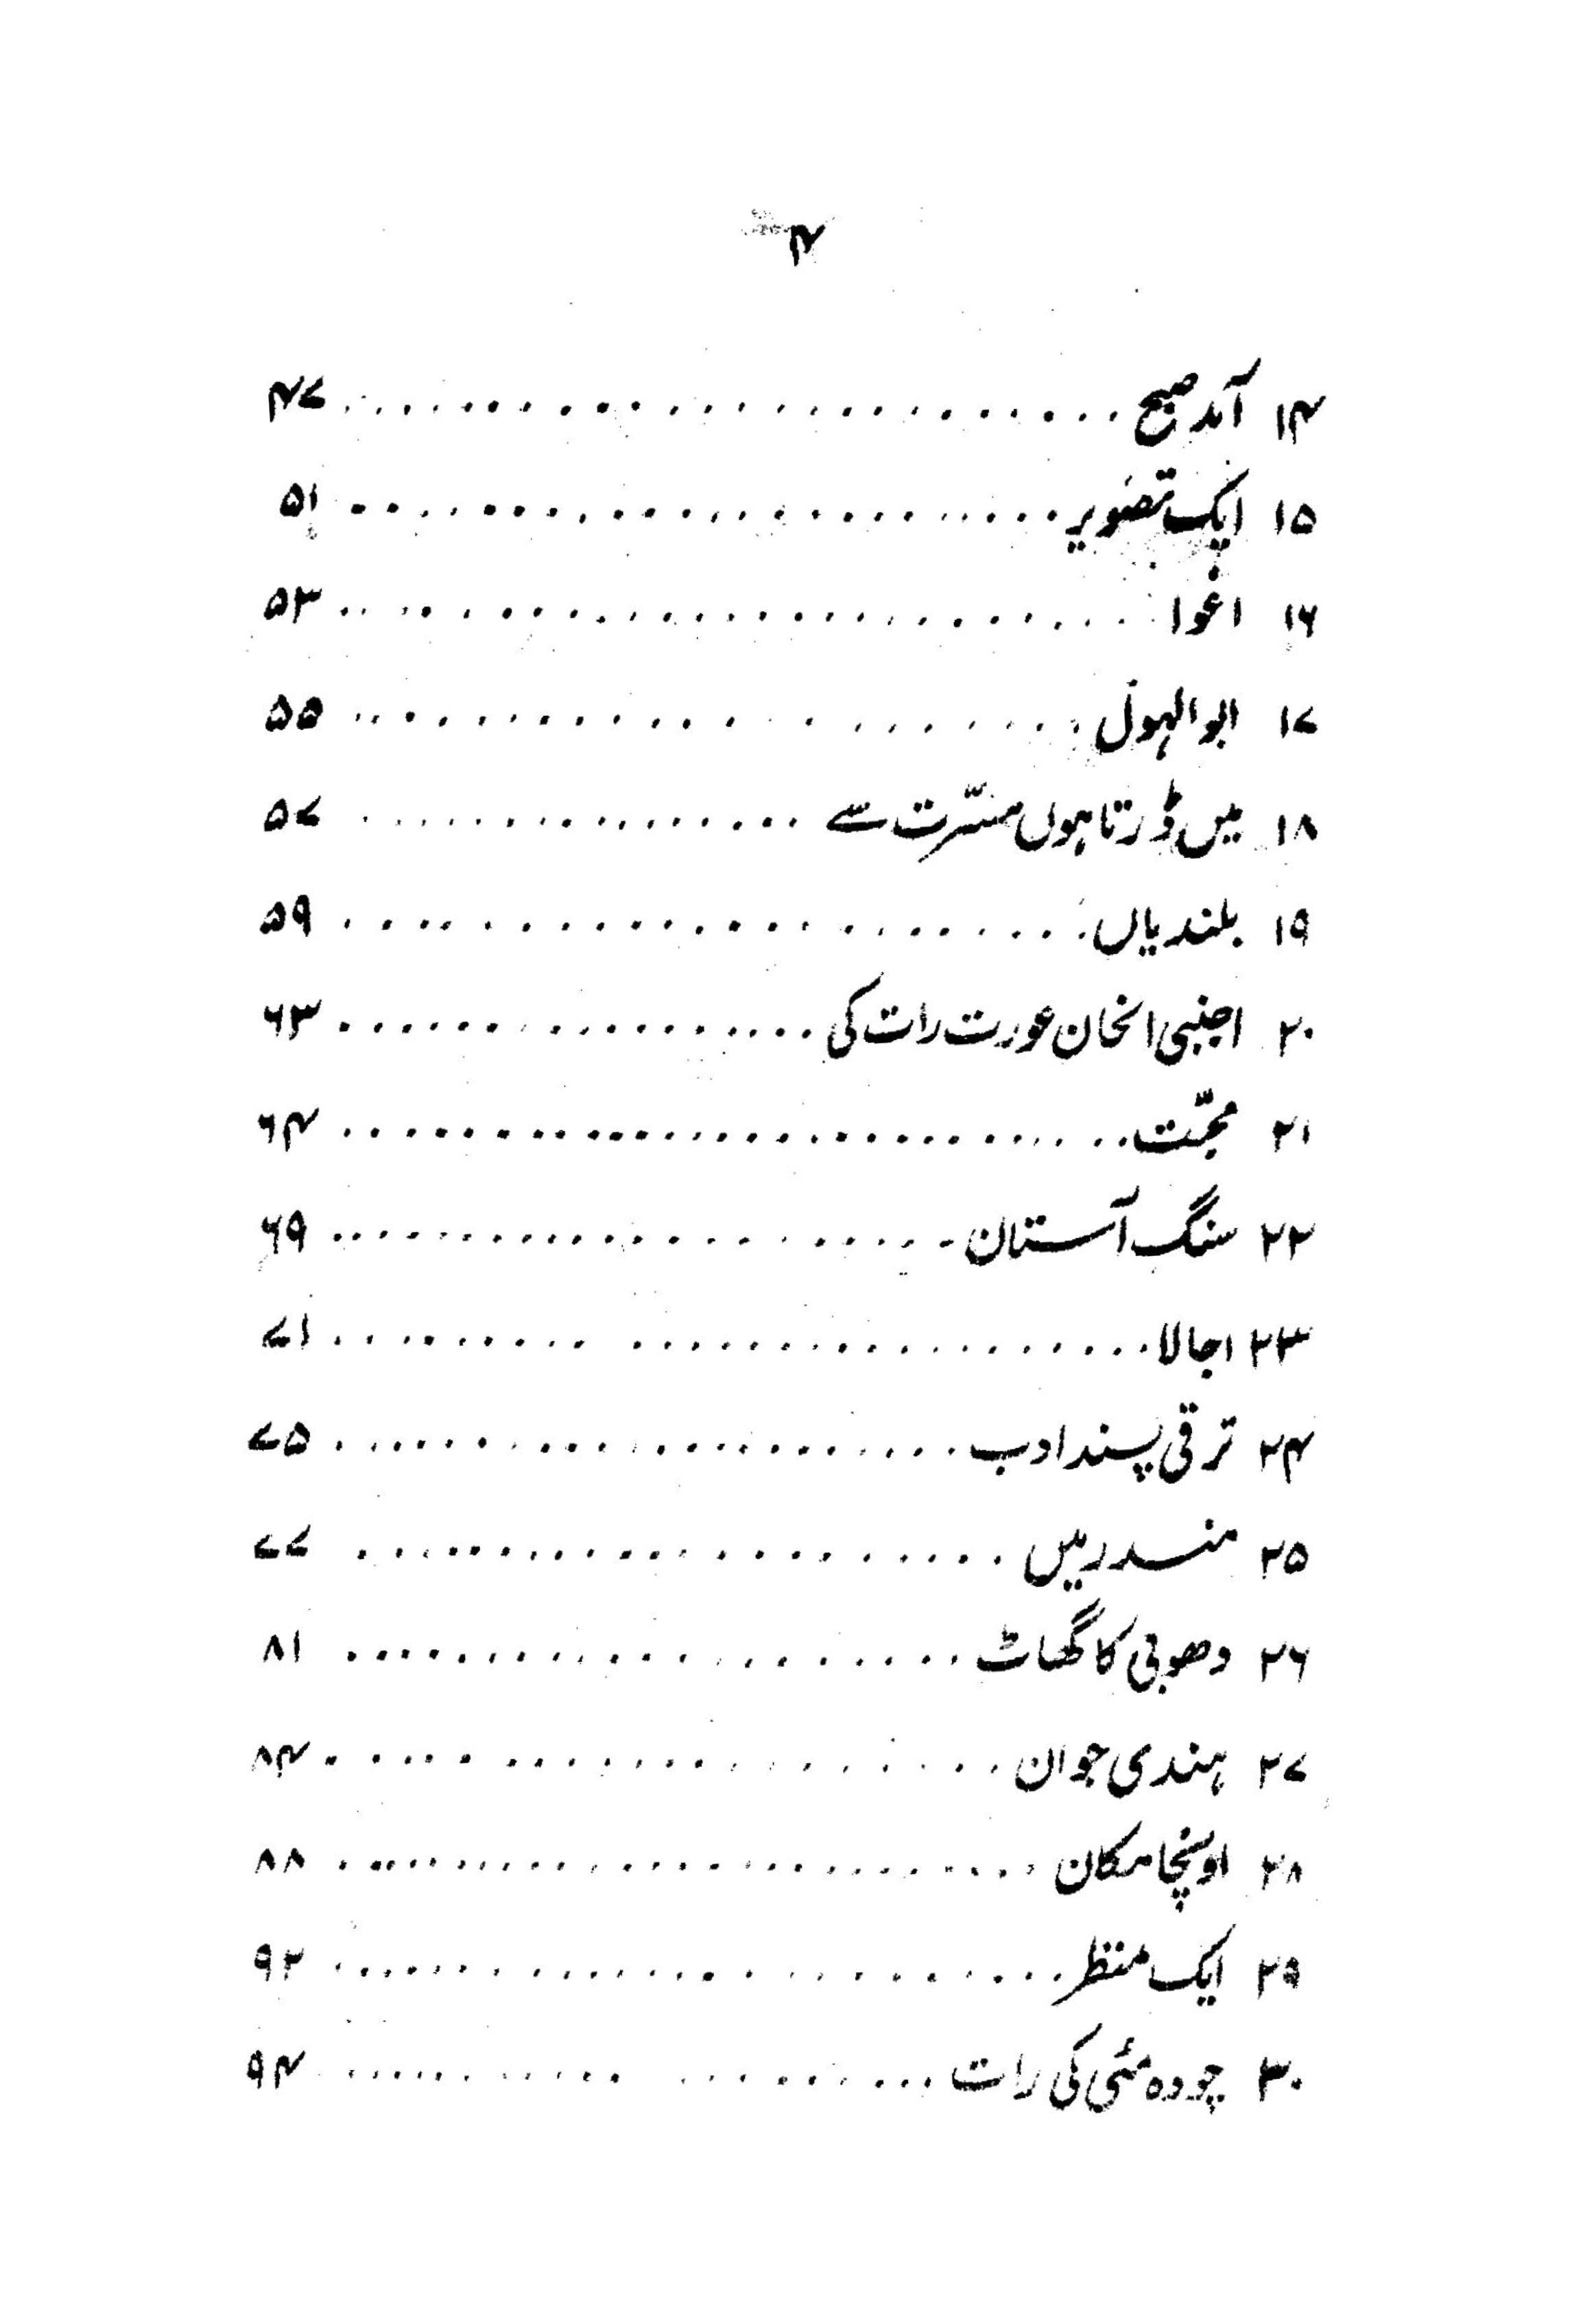 ۴
۱۴ آمد صبح ........................ ۴۷
۱۵ ایک تصویر ........................ ۵۱
۱۶ اغوا ........................ ۵۳
۱۷ ابوالہول ........................ ۵۵
۱۸ میں ڈرتا ہوں مسّرت سے ........................ ۵۷
۱۹ بلندیاں ........................ ۵۹
۲۰ اجنبی انجان عورت رات کی ........................ ۶۳
۲۱ محبّت ........................ ۶۴
۲۲ سنگ آستان ........................ ۶۹
۲۳ اجالا ........................ ۷۱
۲۴ ترقی پسند ادب ........................ ۷۵
۲۵ مندر میں ........................ ۷۷
۲۶ دھوبی کا گھاٹ ........................ ۸۱
۲۷ ہندی جوان ........................ ۸۴
۲۸ اونچا مکان ........................ ۸۸
۲۹ ایک منظر ........................ ۹۲
۳۰ چودہ مئی کی رات ........................ ۹۴